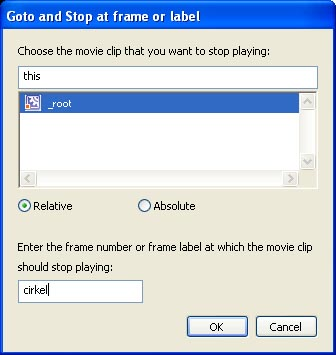 Goto and Stop at frame or label
Choose the movie clip that you want to stop playing:
this
_root
Relative
Absolute
Enter the frame number or frame label at which the movie clip
should stop playing:
cirkel
OK
Cancel